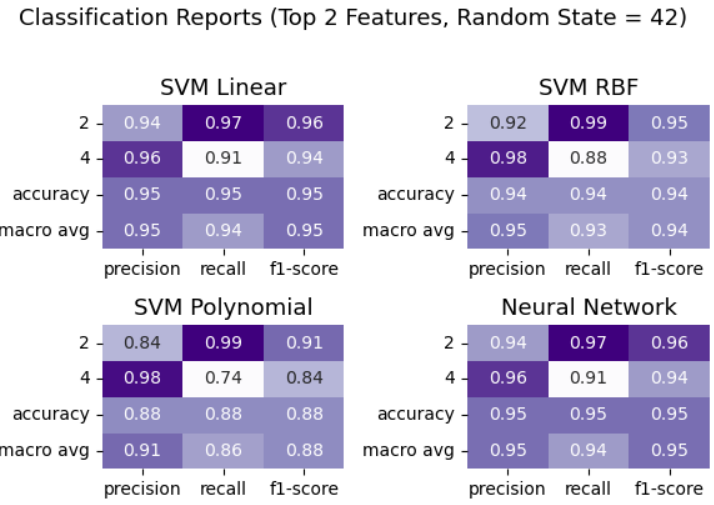 Classification Reports (Top 2 Features, Random State = 42)
SVM Linear
2 0.94 0.97 0.96
4 0.96 0.91 0.94
accuracy 0.95 0.95 0.95
macro avg 0.95 0.94 0.95
precision recall f1-score
SVM RBF
2 0.92 0.99 0.95
4 0.98 0.88 0.93
accuracy 0.94 0.94 0.94
macro avg 0.95 0.93 0.94
precision recall f1-score
SVM Polynomial
2 0.84 0.99 0.91
4 0.98 0.74 0.84
accuracy 0.88 0.88 0.88
macro avg 0.91 0.86 0.88
precision recall f1-score
Neural Network
2 0.94 0.97 0.96
4 0.96 0.91 0.94
accuracy 0.95 0.95 0.95
macro avg 0.95 0.94 0.95
precision recall f1-score